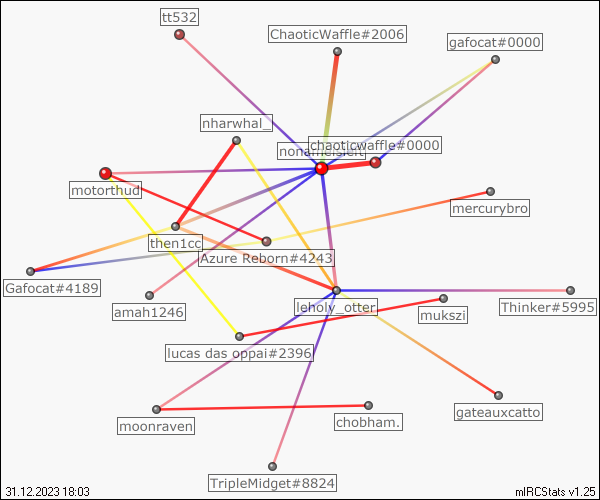 tt532
ChaoticWaffle#2006
gafocat#0000
nharwhal_
chaoticwaffle#0000
motorthud
mercurybro
then1cc
Azure Reborn#4243
Gafocat#4189
amah1246
leholy_otter
mukszi
Thinker#5995
lucas das oppai#2396
gateauxcatto
moonraven
chobham.
TripleMidget#8824
31.12.2023 18:03
mIRCStats v1.25